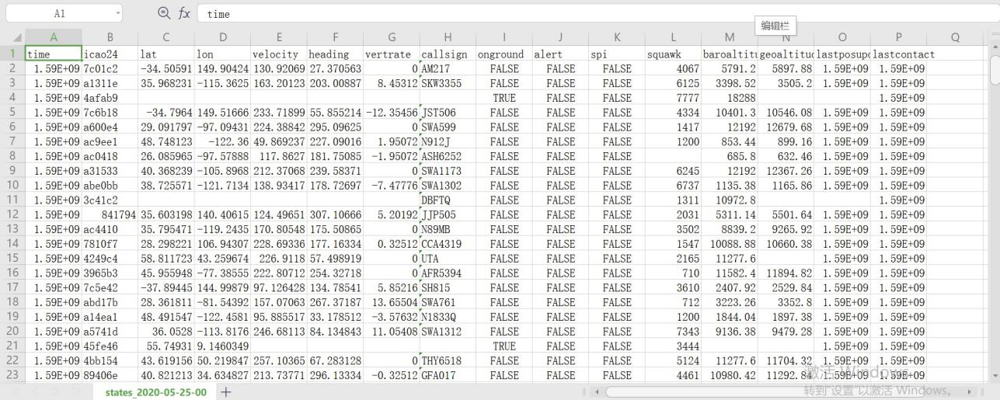 A1 fx time
编辑栏
A B C D E F G H I J K L M N O P Q
1 time icao24 lat lon velocity heading vertrate callsign onground alert spi squawk baroaltitu geoaltitud lastposupd lastcontact
2 1.59E+09 7c01c2 -34.50591 149.90424 130.92069 27.370563 0 AM217 FALSE FALSE FALSE 4067 5791.2 5897.88 1.59E+09 1.59E+09
3 1.59E+09 a1311e 35.968231 -115.3625 163.20123 203.00887 8.45312 SKW3355 FALSE FALSE FALSE 6125 3398.52 3505.2 1.59E+09 1.59E+09
4 1.59E+09 4afab9 TRUE FALSE FALSE 7777 18288 1.59E+09
5 1.59E+09 7c6b18 -34.7964 149.51666 233.71899 55.855214 -12.35456 JST506 FALSE FALSE FALSE 4334 10401.3 10546.08 1.59E+09 1.59E+09
6 1.59E+09 a600e4 29.091797 -97.09431 224.38842 295.09625 0 SWA599 FALSE FALSE FALSE 1417 12192 12679.68 1.59E+09 1.59E+09
7 1.59E+09 ac9ee1 48.748123 -122.36 49.869237 227.09016 1.95072 N912J FALSE FALSE FALSE 1200 853.44 899.16 1.59E+09 1.59E+09
8 1.59E+09 ac0418 26.085965 -97.57888 117.8627 181.75085 -1.95072 ASH6252 FALSE FALSE FALSE 685.8 632.46 1.59E+09 1.59E+09
9 1.59E+09 a31533 40.368239 -105.8968 212.37068 239.58371 0 SWA1173 FALSE FALSE FALSE 6245 12192 12367.26 1.59E+09 1.59E+09
10 1.59E+09 abe0bb 38.725571 -121.7134 138.93417 178.72697 -7.47776 SWA1302 FALSE FALSE FALSE 6737 1135.38 1165.86 1.59E+09 1.59E+09
11 1.59E+09 3c41c2 DBFTQ FALSE FALSE FALSE 1311 10972.8 1.59E+09
12 1.59E+09 841794 35.603198 140.40615 124.49651 307.10666 5.20192 JJP505 FALSE FALSE FALSE 2031 5311.14 5501.64 1.59E+09 1.59E+09
13 1.59E+09 ac4410 35.795471 -119.2435 170.80548 175.50865 0 N89MB FALSE FALSE FALSE 3502 8839.2 9265.92 1.59E+09 1.59E+09
14 1.59E+09 7810f7 28.298221 106.94307 228.69336 177.16334 0.32512 CCA4319 FALSE FALSE FALSE 1547 10088.88 10660.38 1.59E+09 1.59E+09
15 1.59E+09 4249c4 58.811723 43.259674 226.9118 57.498919 0 UTA FALSE FALSE FALSE 2165 11277.6 1.59E+09 1.59E+09
16 1.59E+09 3965b3 45.955948 -77.38555 222.80712 254.32718 0 AFR5394 FALSE FALSE FALSE 710 11582.4 11894.82 1.59E+09 1.59E+09
17 1.59E+09 7c5e42 -37.89445 144.99879 97.126428 134.78541 5.85216 SH815 FALSE FALSE FALSE 3610 2407.92 2529.84 1.59E+09 1.59E+09
18 1.59E+09 abd17b 28.361811 -81.54392 157.07063 267.37187 13.65504 SWA761 FALSE FALSE FALSE 712 3223.26 3352.8 1.59E+09 1.59E+09
19 1.59E+09 a14ea1 48.491547 -122.4581 95.885517 33.178512 -3.57632 N1833Q FALSE FALSE FALSE 1200 1844.04 1897.38 1.59E+09 1.59E+09
20 1.59E+09 a5741d 36.0528 -113.8176 246.68113 84.134843 11.05408 SWA1312 FALSE FALSE FALSE 7343 9136.38 9479.28 1.59E+09 1.59E+09
21 1.59E+09 45fe46 55.74931 9.1460349 TRUE FALSE FALSE 3444 1.59E+09 1.59E+09
22 1.59E+09 4bb154 43.619156 50.219847 257.10365 67.283128 0 THY6518 FALSE FALSE FALSE 5124 11277.6 11704.32 1.59E+09 1.59E+09
23 1.59E+09 89406e 40.821213 34.634827 213.73771 296.13334 -0.32512 GFA017 FALSE FALSE FALSE 4461 10980.42 11292.84 1.59E+09 1.59E+09
激活 Windows
转到"设置"以激活 Windows。
states_2020-05-25-00